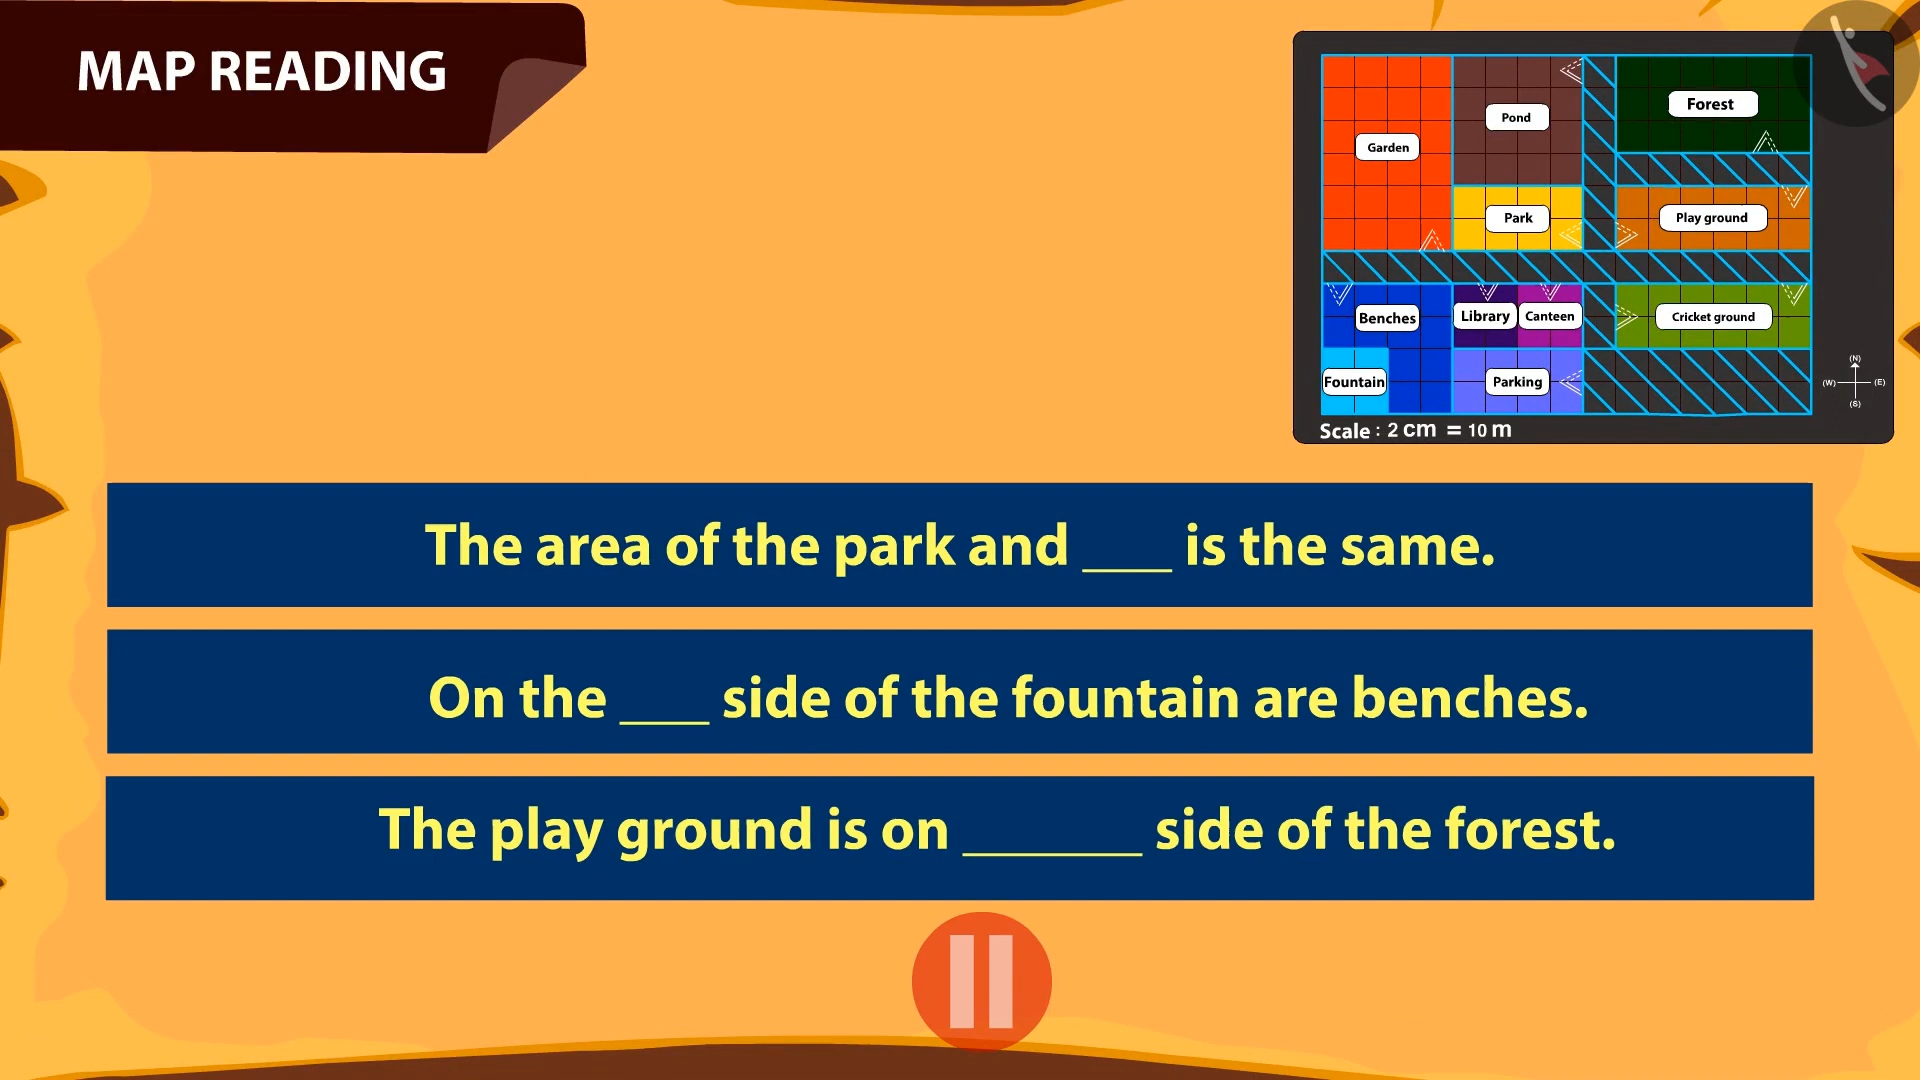 MAP READING
Garden
Pond
Forest
Park
Play ground
Benches
Library
Canteen
Cricket ground
Fountain
Parking
(N)
(W)
(E)
(S)
Scale : 2 cm = 10 m
The area of the park and ___ is the same.
On the ___ side of the fountain are benches.
The play ground is on ______ side of the forest.